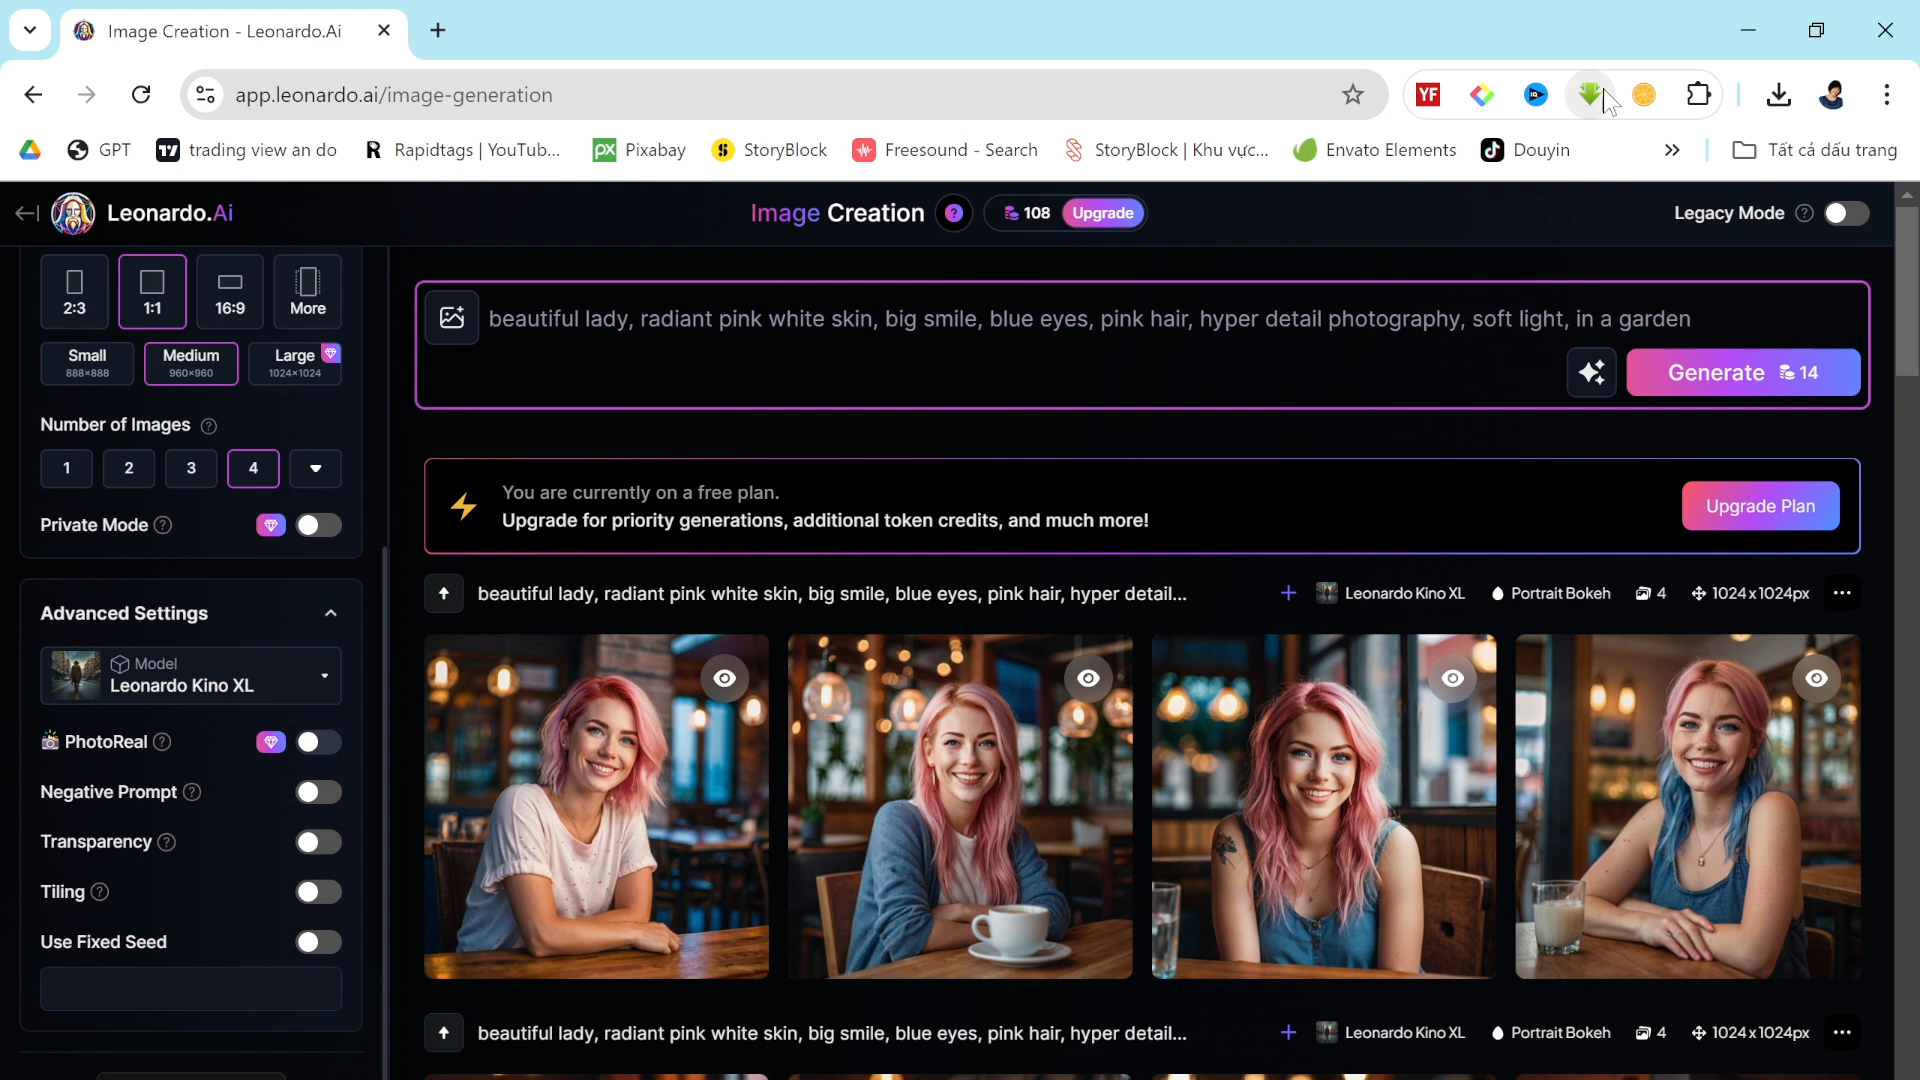 Image Creation - Leonardo.Ai
app.leonardo.ai/image-generation
YF
GPT
trading view an do
Rapidtags | YouTub...
Pixabay
StoryBlock
Freesound - Search
StoryBlock | Khu vực...
Envato Elements
Douyin
Tất cả dấu trang
Leonardo.Ai
Image Creation
?
108
Upgrade
Legacy Mode ?
2:3
1:1
16:9
More
Small
888×888
Medium
960×960
Large
1024×1024
Number of Images ?
1
2
3
4
Private Mode ?
Advanced Settings
Model
Leonardo Kino XL
PhotoReal ?
Negative Prompt ?
Transparency ?
Tiling ?
Use Fixed Seed
beautiful lady, radiant pink white skin, big smile, blue eyes, pink hair, hyper detail photography, soft light, in a garden
Generate 14
You are currently on a free plan.
Upgrade for priority generations, additional token credits, and much more!
Upgrade Plan
beautiful lady, radiant pink white skin, big smile, blue eyes, pink hair, hyper detail...
Leonardo Kino XL
Portrait Bokeh
4
1024 x 1024px
beautiful lady, radiant pink white skin, big smile, blue eyes, pink hair, hyper detail...
Leonardo Kino XL
Portrait Bokeh
4
1024 x 1024px